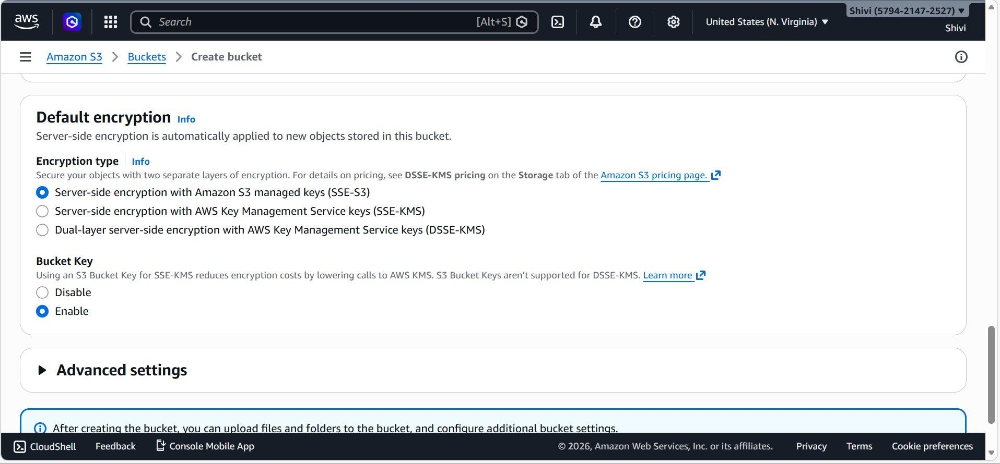 aws
Search [Alt+S]
United States (N. Virginia)
Shivi (5794-2147-2527)
Shivi
Amazon S3 Buckets Create bucket
Default encryption Info
Server-side encryption is automatically applied to new objects stored in this bucket.
Encryption type Info
Secure your objects with two separate layers of encryption. For details on pricing, see DSSE-KMS pricing on the Storage tab of the Amazon S3 pricing page.
Server-side encryption with Amazon S3 managed keys (SSE-S3)
Server-side encryption with AWS Key Management Service keys (SSE-KMS)
Dual-layer server-side encryption with AWS Key Management Service keys (DSSE-KMS)
Bucket Key
Using an S3 Bucket Key for SSE-KMS reduces encryption costs by lowering calls to AWS KMS. S3 Bucket Keys aren't supported for DSSE-KMS. Learn more
Disable
Enable
Advanced settings
After creating the bucket, you can upload files and folders to the bucket, and configure additional bucket settings.
CloudShell Feedback Console Mobile App © 2026, Amazon Web Services, Inc. or its affiliates. Privacy Terms Cookie preferences